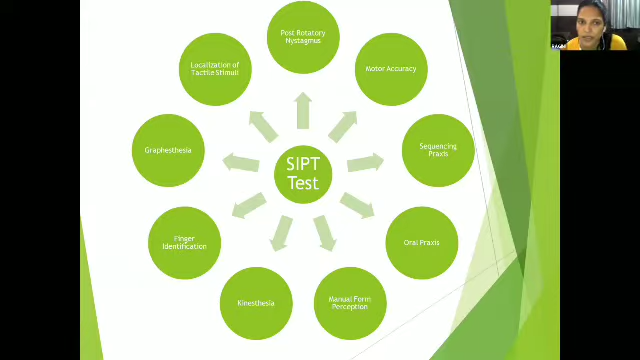 Post Rotatory
Nystagmus
Motor Accuracy
Sequencing
Praxis
Oral Praxis
Manual Form
Perception
Kinesthesia
Finger
Identification
Graphesthesia
Localization of
Tactile Stimuli
SIPT
Test